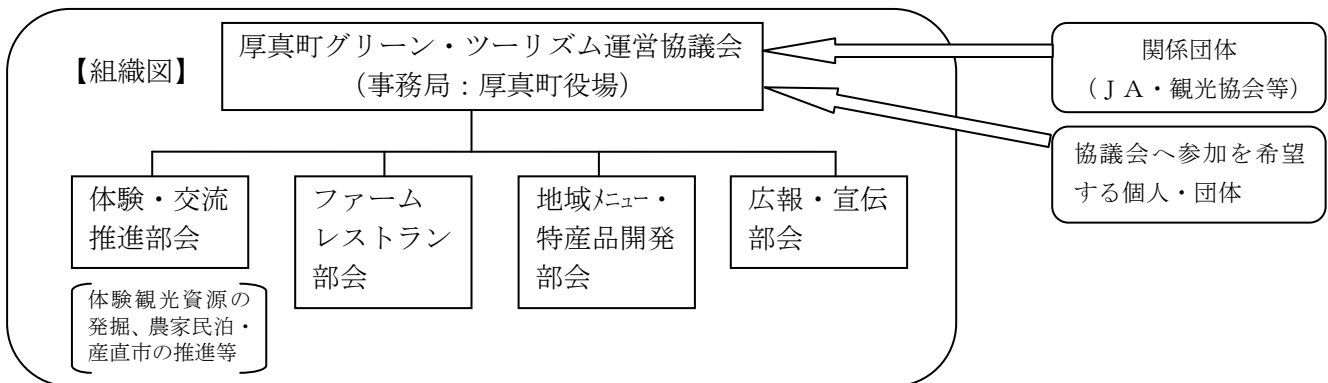 【組織図】
厚真町グリーン・ツーリズム運営協議会
（事務局：厚真町役場）
関係団体
（ＪＡ・観光協会等）
協議会へ参加を希望
する個人・団体
体験・交流
推進部会
ファーム
レストラン
部会
地域ﾒﾆｭｰ・
特産品開発
部会
広報・宣伝
部会
体験観光資源の
発掘、農家民泊・
産直市の推進等